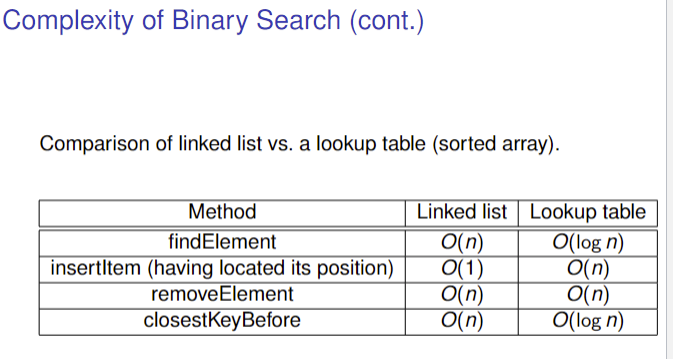 Complexity of Binary Search (cont.)
Comparison of linked list vs. a lookup table (sorted array).
Method Linked list Lookup table
findElement O(n) O(log n)
insertItem (having located its position) O(1) O(n)
removeElement O(n) O(n)
closestKeyBefore O(n) O(log n)